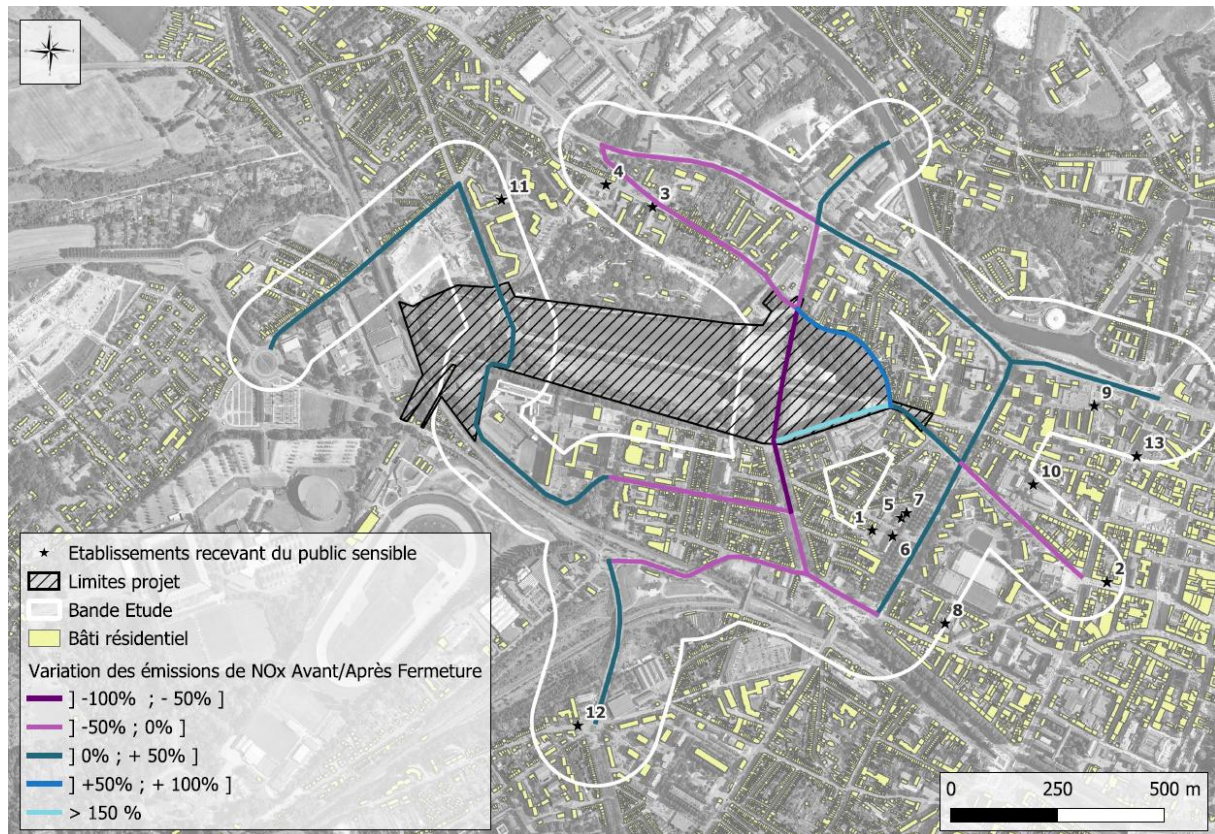 11
4
3
9
13
10
7
5
1
6
2
8
12
Etablissements recevant du public sensible
Limites projet
Bande Etude
Bâti résidentiel
Variation des émissions de NOx Avant/Après Fermeture
] -100% ; - 50% ]
] -50% ; 0% ]
] 0% ; + 50% ]
] +50% ; + 100% ]
> 150 %
0 250 500 m